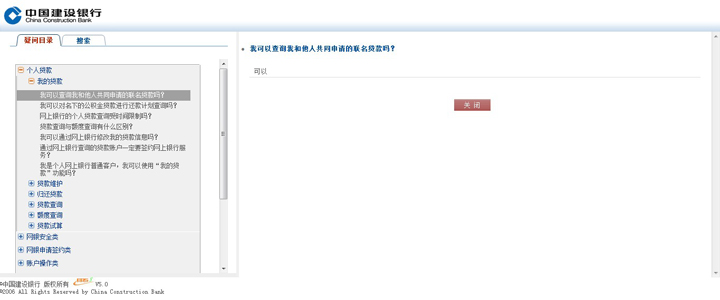 中国建设银行
China Construction Bank
疑问目录
搜索
个人贷款
我的贷款
我可以查询我和他人共同申请的联名贷款吗？
我可以对名下的公积金贷款进行还款计划查询吗？
网上银行的个人贷款查询受时间限制吗？
贷款查询与额度查询有什么区别？
我可以通过网上银行修改我的贷款信息吗？
通过网上银行查询的贷款账户一定要签约网上银行服
务？
我是个人网上银行普通客户，我可以使用“我的贷
款”功能吗？
贷款维护
归还贷款
贷款查询
额度查询
贷款试算
网银安全类
网银申请签约类
账户操作类
我可以查询我和他人共同申请的联名贷款吗？
可以
关 闭
中国建设银行 版权所有 V5.0
©2006 All Rights Reserved by China Construction Bank